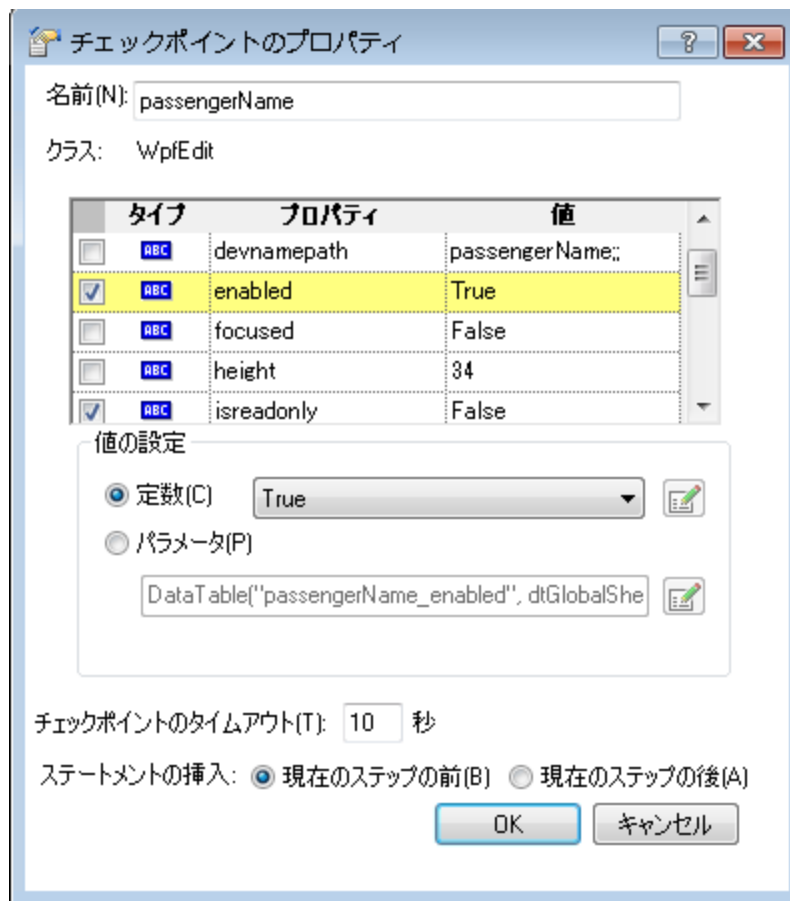 チェックポイントのプロパティ
名前(N): passengerName
クラス: WpfEdit
タイプ プロパティ 値
ABC devnamepath passengerName;;
ABC enabled True
ABC focused False
ABC height 34
ABC isreadonly False
値の設定
定数(C) True
パラメータ(P)
DataTable("passengerName_enabled", dtGlobalShe
チェックポイントのタイムアウト(T): 10 秒
ステートメントの挿入: 現在のステップの前(B) 現在のステップの後(A)
OK キャンセル